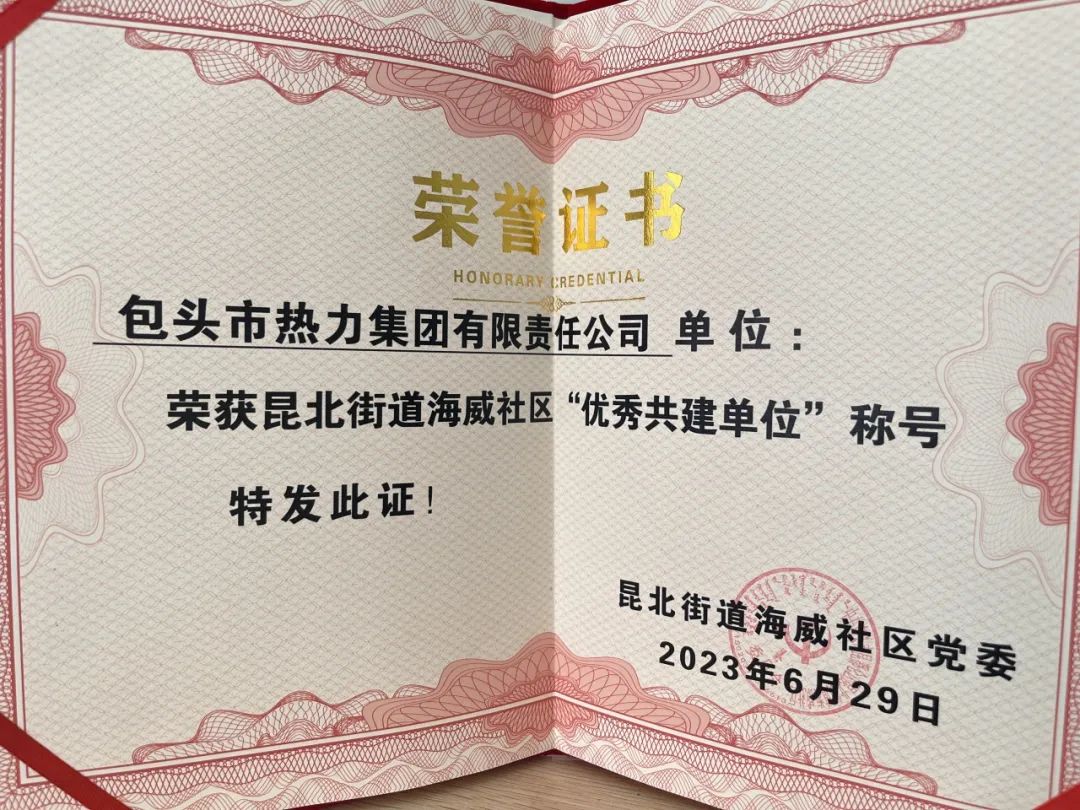 荣誉证书
HONORARY CREDENTIAL
包头市热力集团有限责任公司 单位：
荣获昆北街道海威社区“优秀共建单位”称号
特发此证！
昆北街道海威社区党委
2023年6月29日